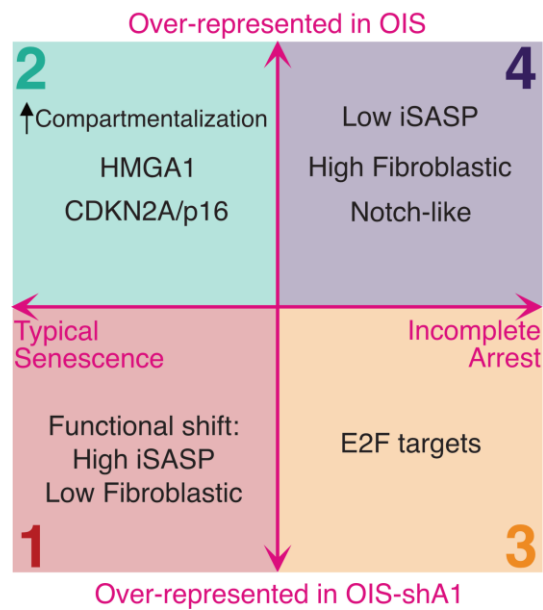 Over-represented in OIS
2
↑Compartmentalization
HMGA1
CDKN2A/p16
4
Low iSASP
High Fibroblastic
Notch-like
Typical
Senescence
Incomplete
Arrest
Functional shift:
High iSASP
Low Fibroblastic
1
E2F targets
3
Over-represented in OIS-shA1